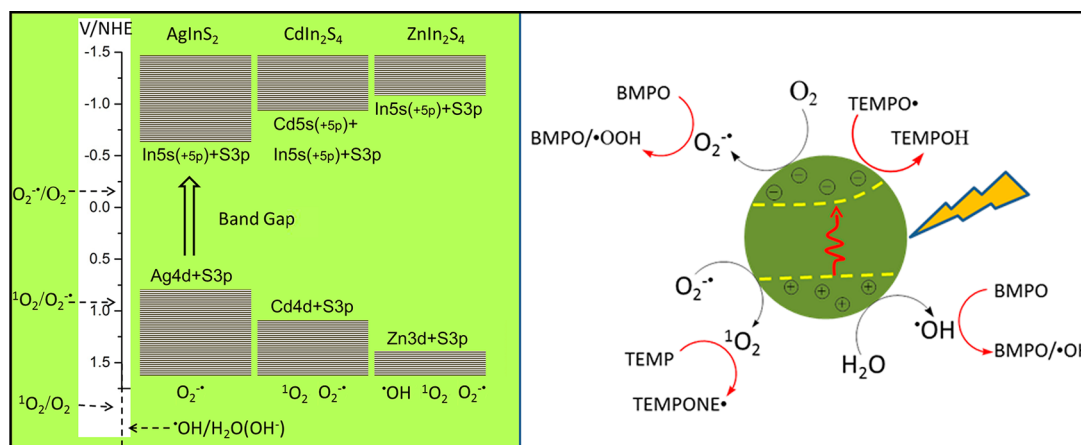 V/NHE
AgInS₂
CdIn₂S₄
ZnIn₂S₄
-1.5
-1.0
-0.5
0.0
0.5
1.0
1.5
In5s(+5p)+S3p
Cd5s(+5p)+
In5s(+5p)+S3p
In5s(+5p)+S3p
O₂⁻•/O₂
Band Gap
¹O₂/O₂⁻•
Ag4d+S3p
Cd4d+S3p
Zn3d+S3p
O₂⁻•
¹O₂ O₂⁻•
•OH ¹O₂ O₂⁻•
¹O₂/O₂
•OH/H₂O(OH⁻)
BMPO
O₂
TEMPO•
BMPO/•OOH
O₂⁻•
TEMPOH
− − − −
+ + + +
O₂⁻•
¹O₂
TEMP
TEMPONE•
H₂O
•OH
BMPO
BMPO/•OH